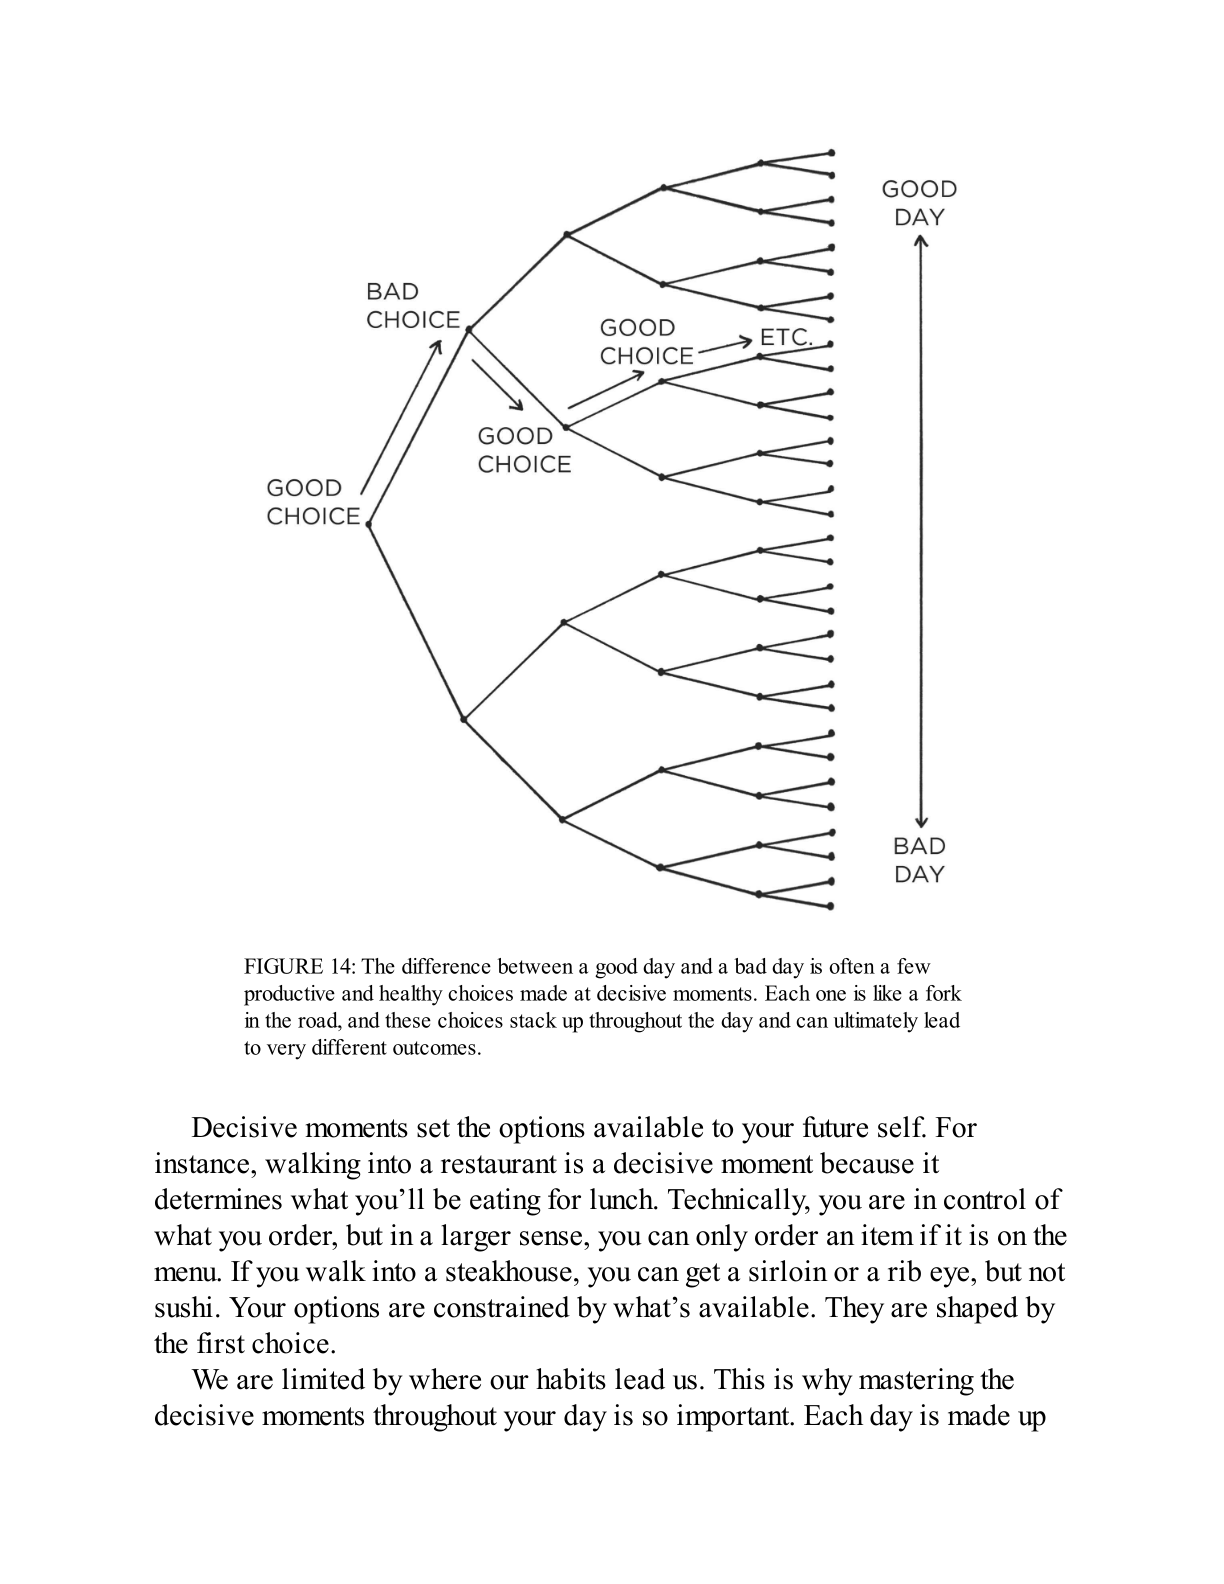 GOOD
DAY
BAD
CHOICE
GOOD
CHOICE
ETC.
GOOD
CHOICE
GOOD
CHOICE
BAD
DAY
FIGURE 14: The difference between a good day and a bad day is often a few
productive and healthy choices made at decisive moments. Each one is like a fork
in the road, and these choices stack up throughout the day and can ultimately lead
to very different outcomes.
Decisive moments set the options available to your future self. For
instance, walking into a restaurant is a decisive moment because it
determines what you’ll be eating for lunch. Technically, you are in control of
what you order, but in a larger sense, you can only order an item if it is on the
menu. If you walk into a steakhouse, you can get a sirloin or a rib eye, but not
sushi. Your options are constrained by what’s available. They are shaped by
the first choice.
We are limited by where our habits lead us. This is why mastering the
decisive moments throughout your day is so important. Each day is made up